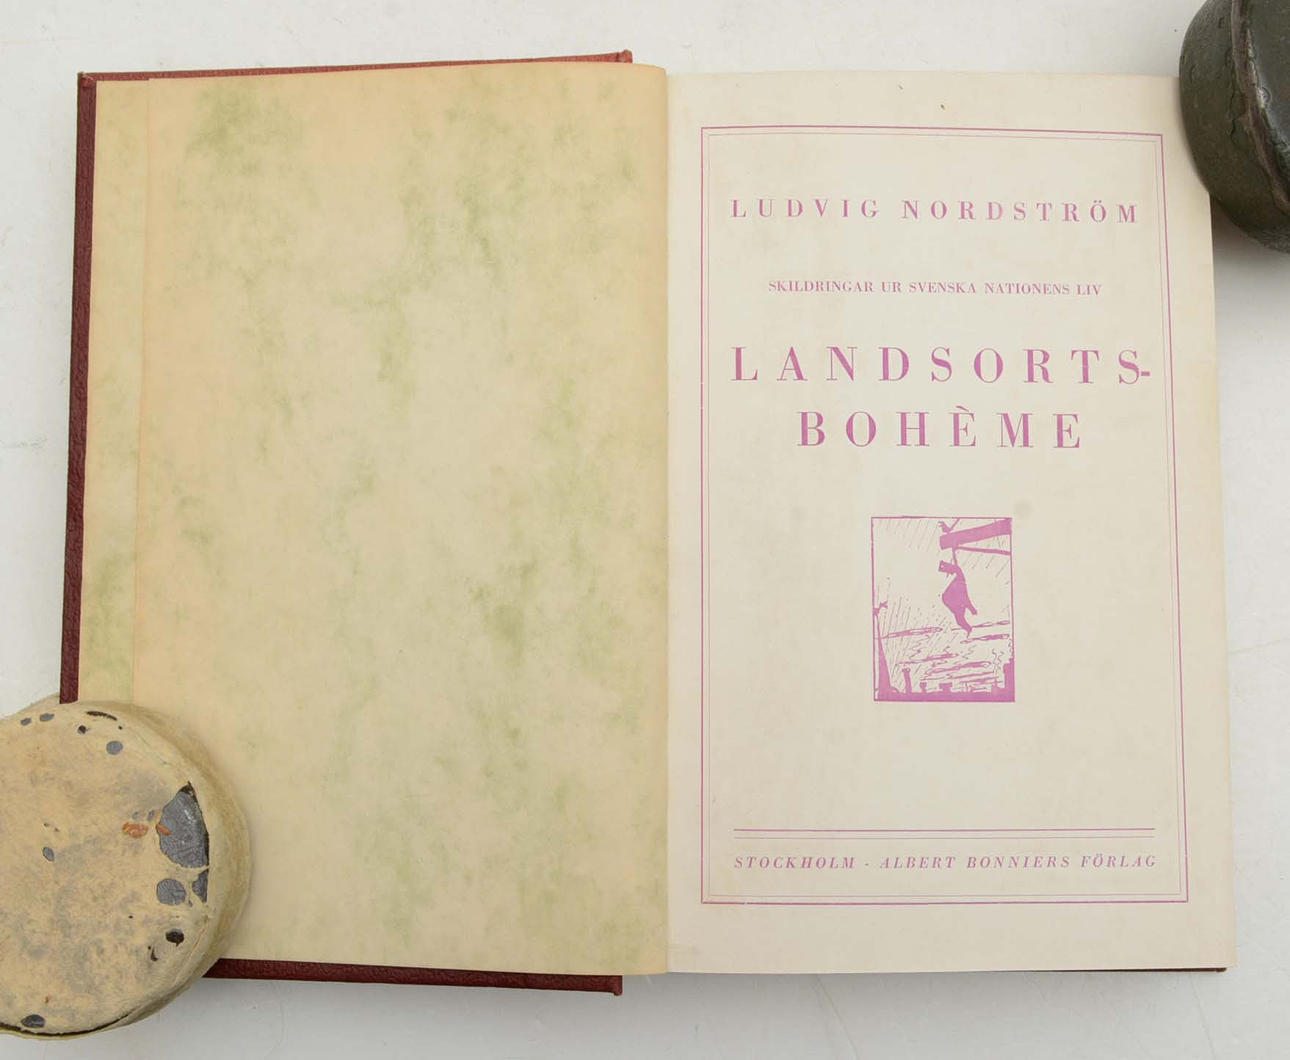 LUDVIG NORDSTRÖM
SKILDRINGAR UR SVENSKA NATIONENS LIV
LANDSORTS-
BOHÈME
STOCKHOLM - ALBERT BONNIERS FÖRLAG